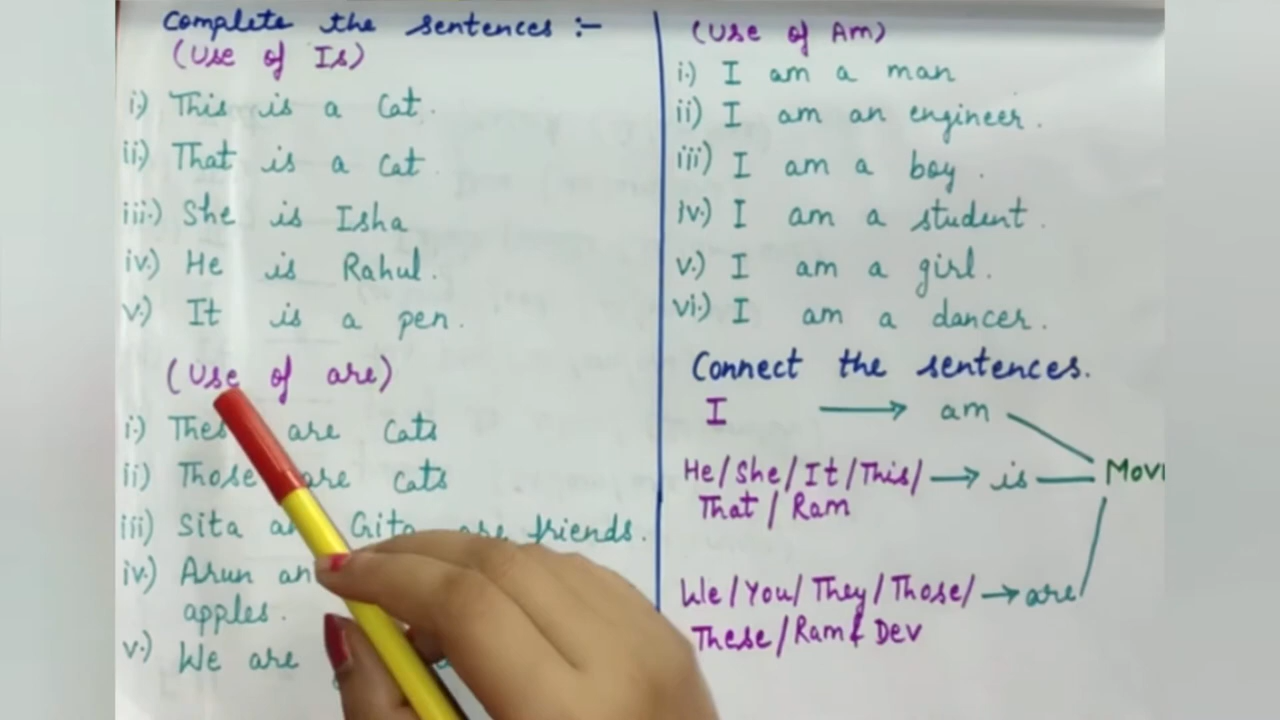 Complete the sentences :-
(Use of Is)
i) This is a Cat.
ii) That is a cat
iii.) She is Isha
iv.) He is Rahul.
v.) It is a pen.
(Use of are)
i.) are Cats
ii) Those are cats
iii) Sita Gita are friends.
iv.) Arun
apples.
v.) We are
(Use of Am)
i.) I am a man
ii) I am an engineer.
iii) I am a boy.
iv.) I am a student.
v.) I am a girl.
vi.) I am a dancer.
Connect the sentences.
I → am
He/She/It/This/ → is
That/Ram
We/You/They/Those/ → are
These/Ram & Dev